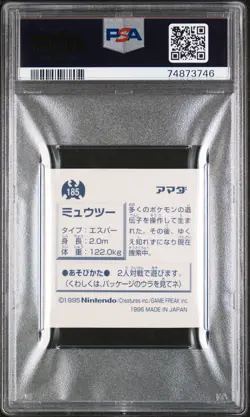 PSA
74873746
185
アマダ
ミュウツー
タイプ：エスパー
身　長：2.0m
体　重：122.0kg
多くのポケモンの遺
伝子を操作して生ま
れた。その後、ゆく
え知れずになり現在
捜索中。
●あそびかた● 2人対戦で遊びます。
(くわしくは、パッケージのウラを見てネ)
©1995 Nintendo/Creatures inc./GAME FREAK inc.
1996 MADE IN JAPAN